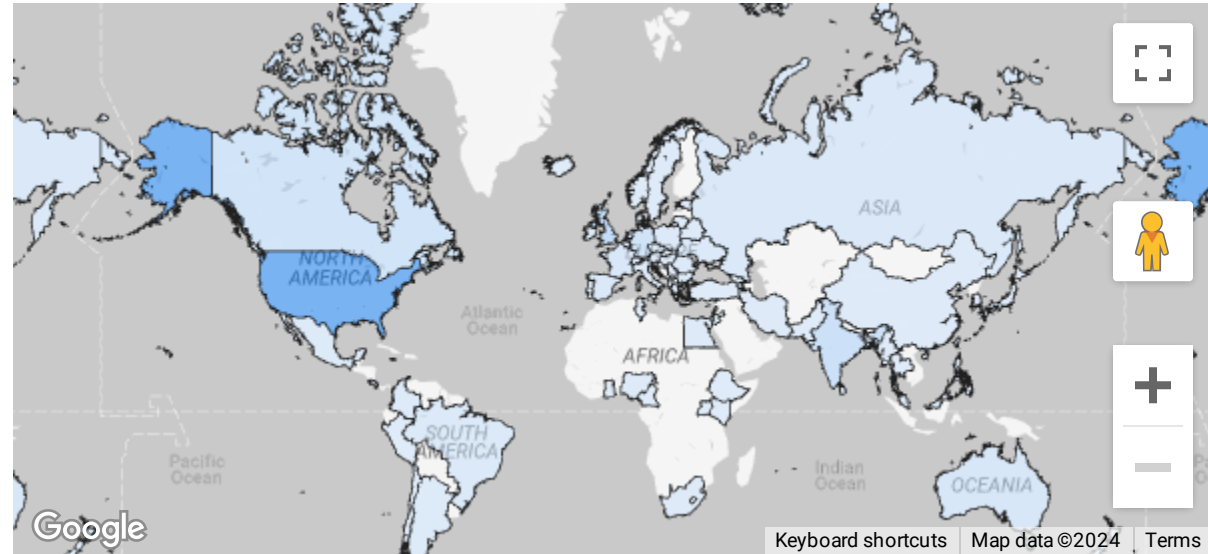 ASIA
NORTH
AMERICA
Atlantic
Ocean
AFRICA
SOUTH
AMERICA
Pacific
Ocean
Indian
Ocean
OCEANIA
Google
Keyboard shortcuts
Map data ©2024
Terms